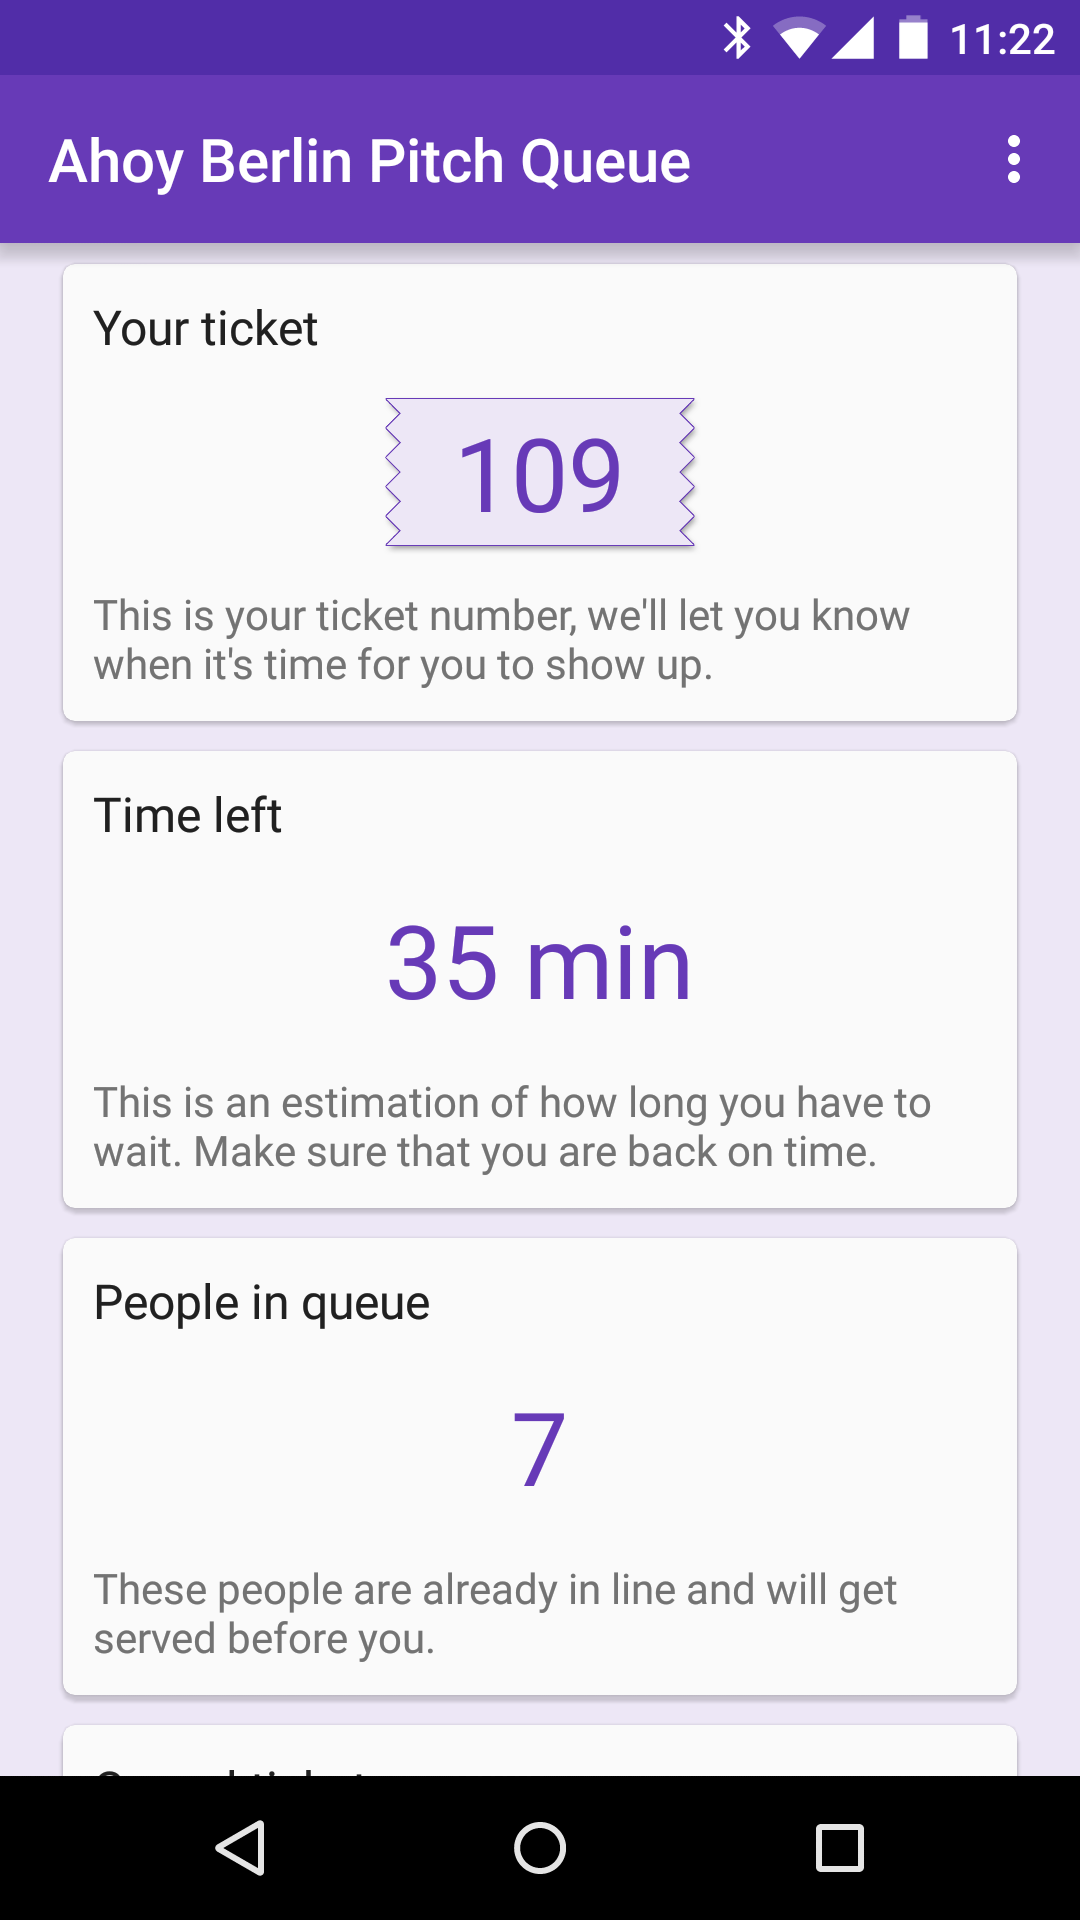 11:22
Ahoy Berlin Pitch Queue
Your ticket
109
This is your ticket number, we'll let you know
when it's time for you to show up.
Time left
35 min
This is an estimation of how long you have to
wait. Make sure that you are back on time.
People in queue
7
These people are already in line and will get
served before you.